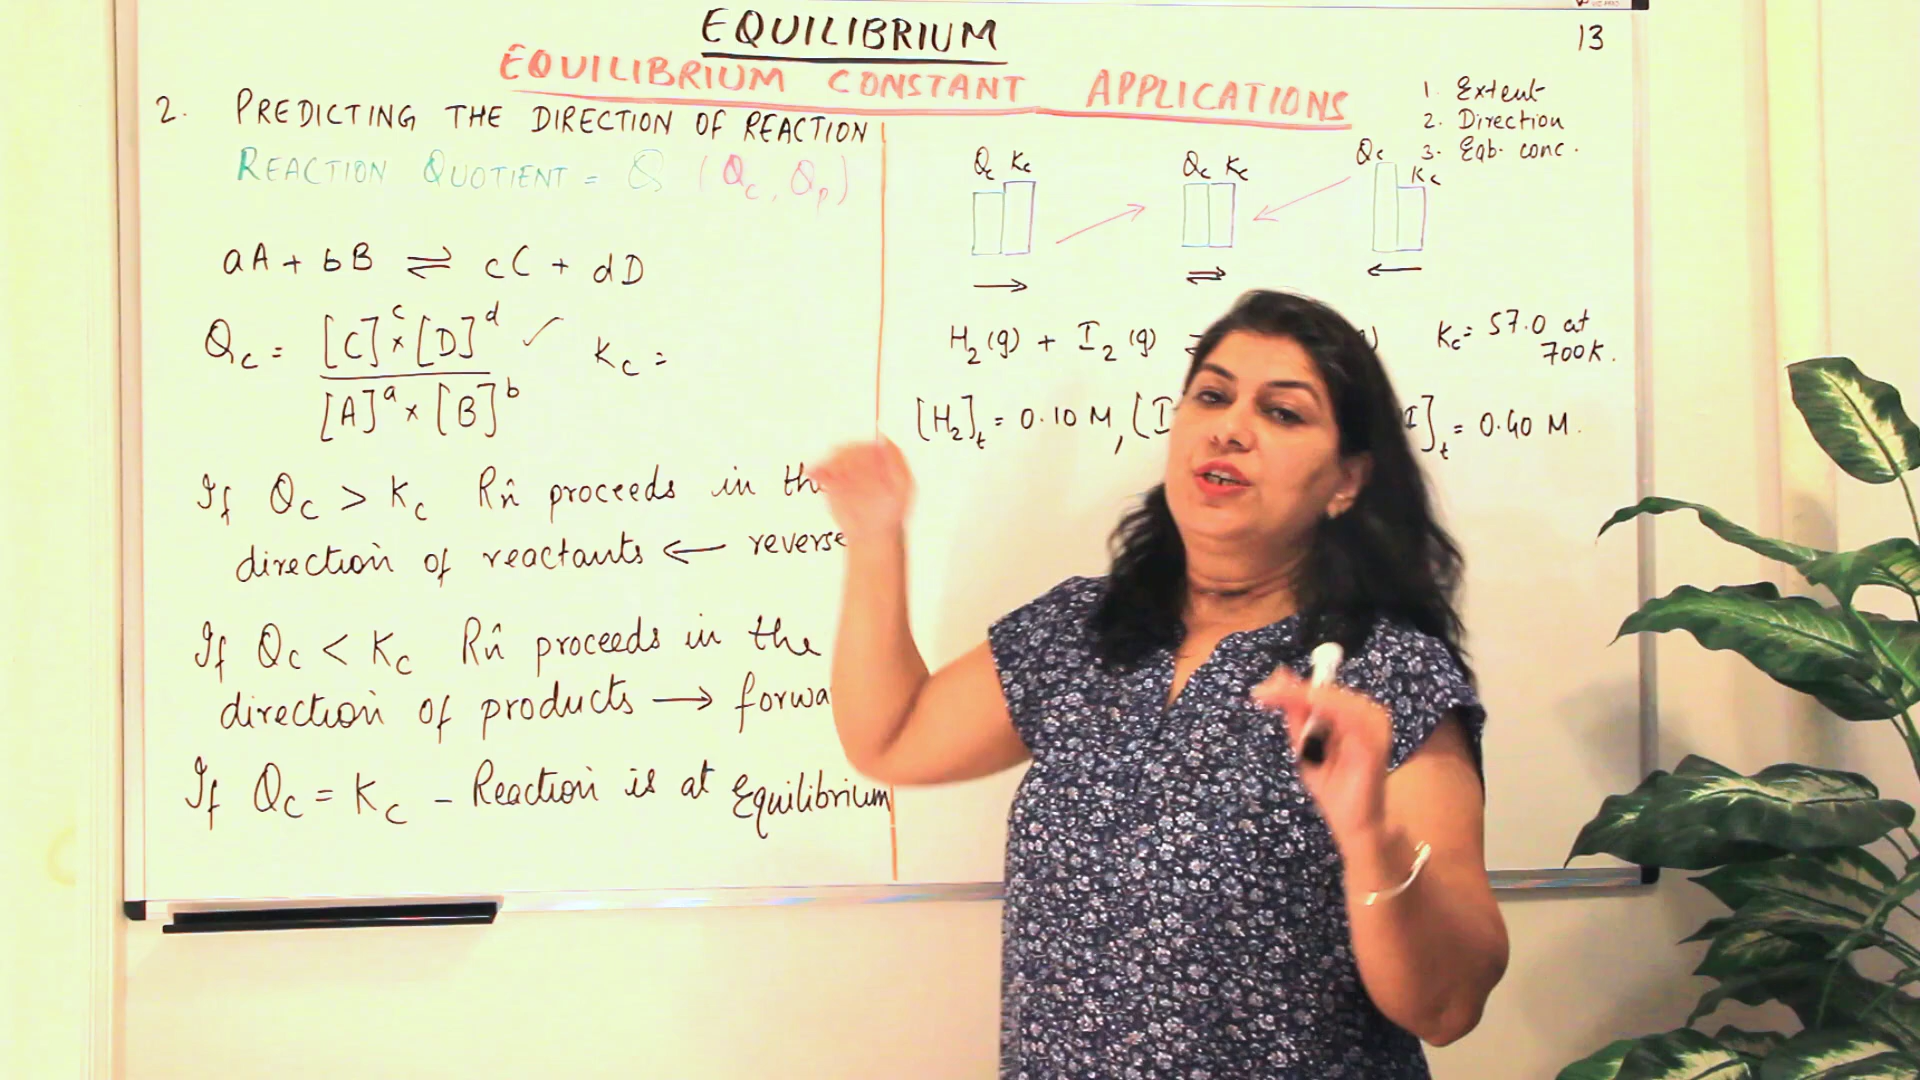 EQUILIBRIUM
13
EQUILIBRIUM CONSTANT APPLICATIONS
1. Extent
2. Direction
3. Eqb. conc.
2. PREDICTING THE DIRECTION OF REACTION
REACTION QUOTIENT = Q (Qc, Qp)
aA + bB ⇌ cC + dD
Qc = [C]^c × [D]^d / [A]^a × [B]^b ✓ Kc =
If Qc > Kc Rn̂ proceeds in
direction of reactants ← reverse
If Qc < Kc Rn̂ proceeds in the
direction of products →
If Qc = Kc – Reaction is at Equilibrium
Qc Kc Qc Kc Qc Kc
→ ⇌ ←
H₂(g) + I₂(g) Kc = 57.0 at
700K.
[H₂]t = 0.10 M, [I I]t = 0.40 M.